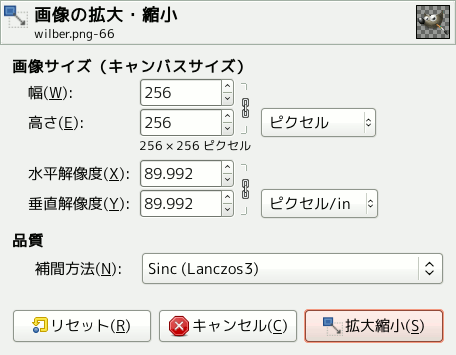 画像の拡大・縮小
wilber.png-66
画像サイズ（キャンバスサイズ）
幅(W): 256
高さ(E): 256 ピクセル
256 × 256 ピクセル
水平解像度(X): 89.992
垂直解像度(Y): 89.992 ピクセル/in
品質
補間方法(N): Sinc (Lanczos3)
リセット(R) キャンセル(C) 拡大縮小(S)